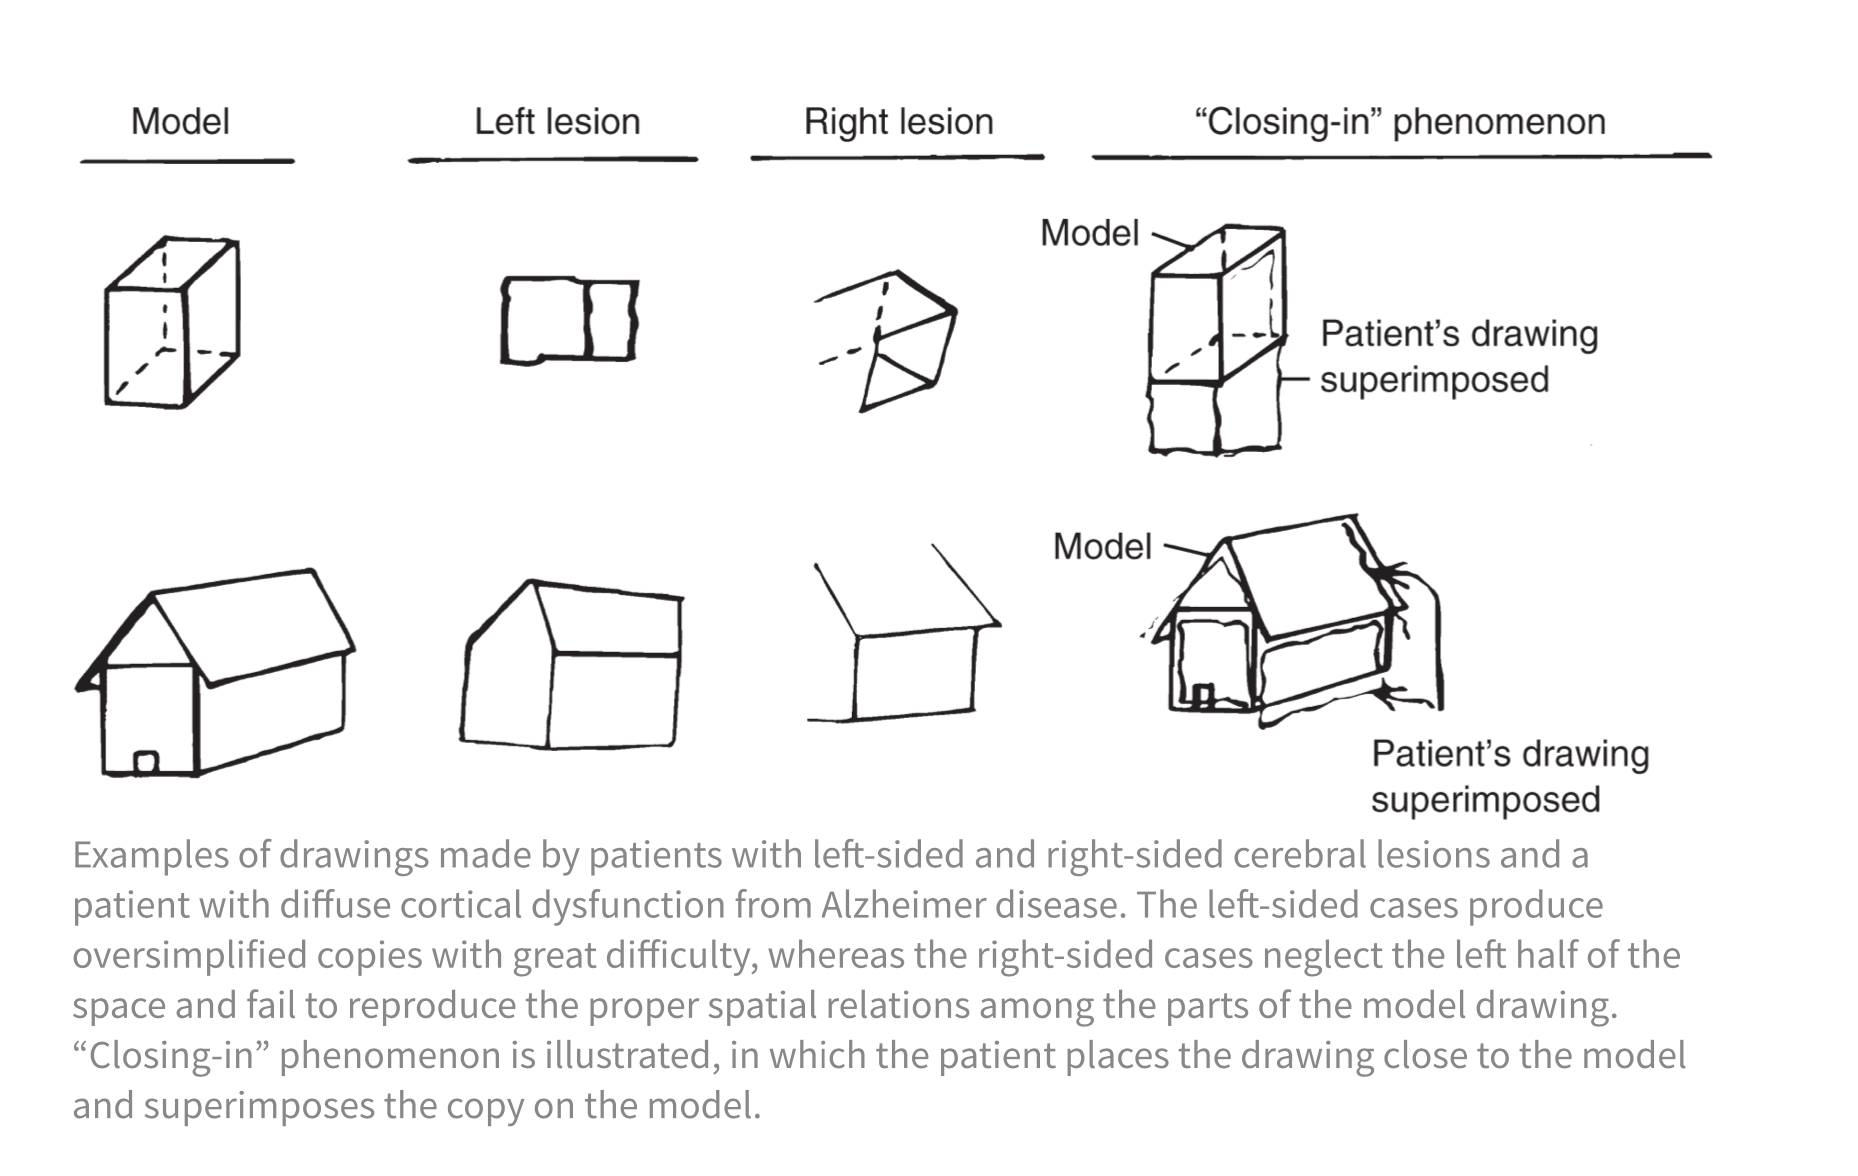 Model
Left lesion
Right lesion
“Closing-in” phenomenon
Model
Patient’s drawing
superimposed
Model
Patient’s drawing
superimposed
Examples of drawings made by patients with left-sided and right-sided cerebral lesions and a
patient with diffuse cortical dysfunction from Alzheimer disease. The left-sided cases produce
oversimplified copies with great difficulty, whereas the right-sided cases neglect the left half of the
space and fail to reproduce the proper spatial relations among the parts of the model drawing.
“Closing-in” phenomenon is illustrated, in which the patient places the drawing close to the model
and superimposes the copy on the model.